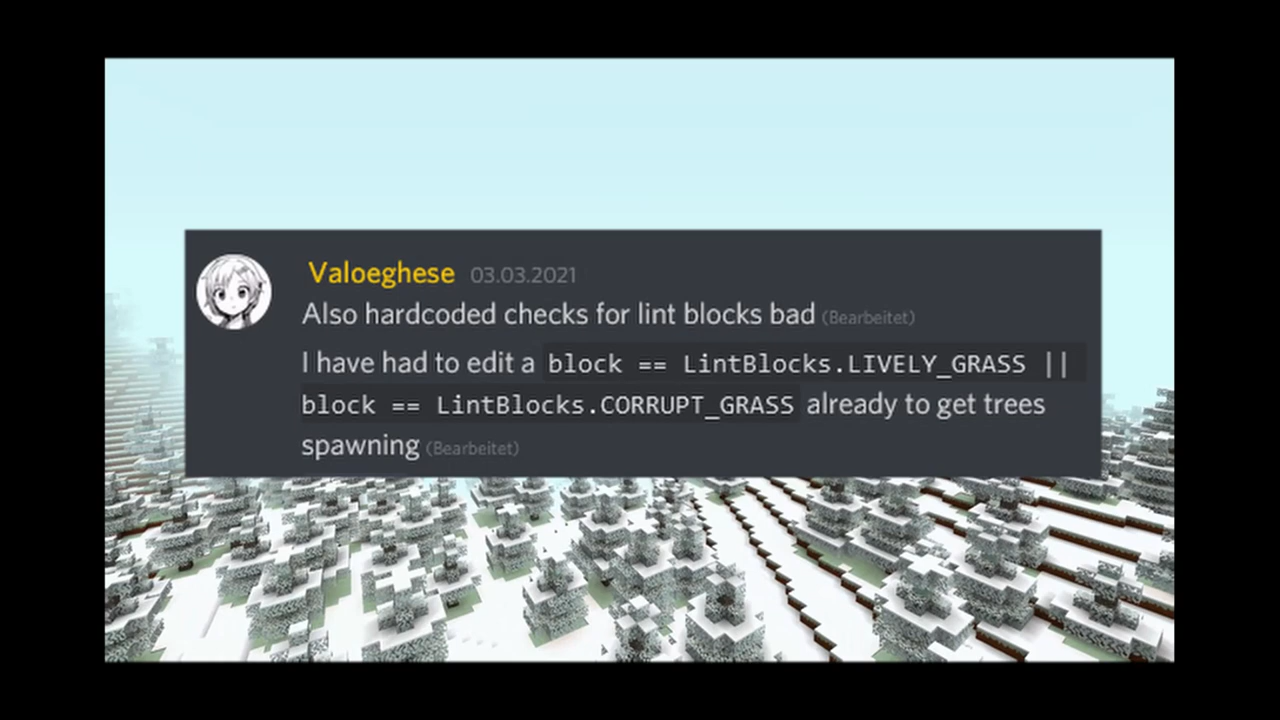 Valoeghese 03.03.2021
Also hardcoded checks for lint blocks bad (Bearbeitet)
I have had to edit a block == LintBlocks.LIVELY_GRASS ||
block == LintBlocks.CORRUPT_GRASS already to get trees
spawning (Bearbeitet)